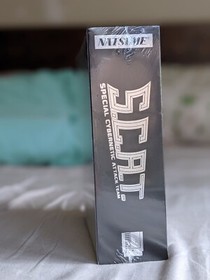 NATSUME
S.C.A.T.
SPECIAL CYBERNETIC ATTACK TEAM